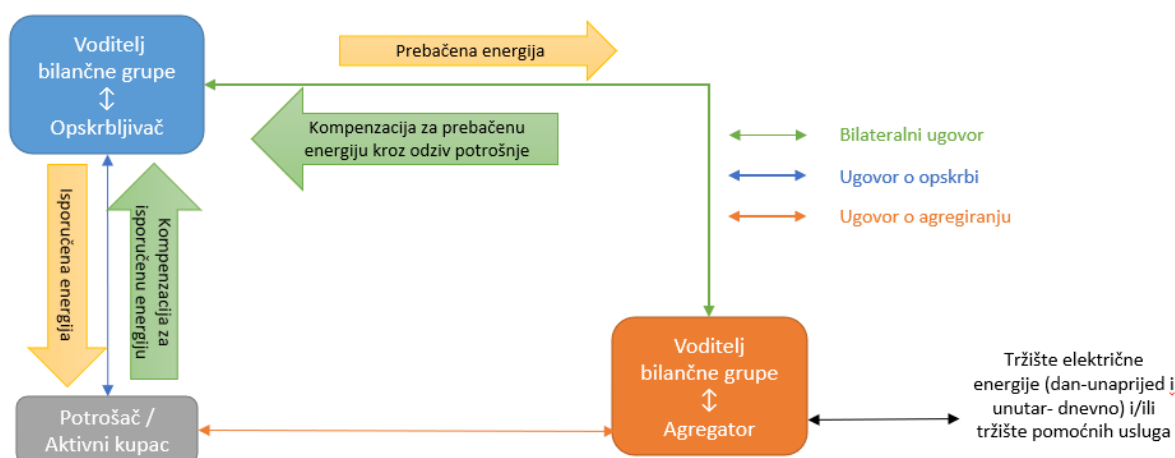 Voditelj
bilančne grupe
↕
Opskrbljivač
Prebačena energija
Kompenzacija za prebačenu
energiju kroz odziv potrošnje
Bilateralni ugovor
Ugovor o opskrbi
Ugovor o agregiranju
Isporučena energija
Kompenzacija za
isporučenu energiju
Voditelj
bilančne grupe
↕
Agregator
Potrošač /
Aktivni kupac
Tržište električne
energije (dan-unaprijed i
unutar- dnevno) i/ili
tržište pomoćnih usluga